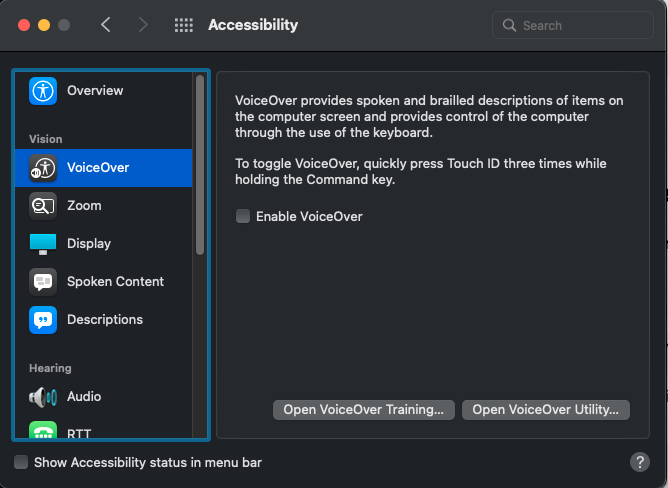 Accessibility
Search
Overview
Vision
VoiceOver
Zoom
Display
Spoken Content
Descriptions
Hearing
Audio
RTT
VoiceOver provides spoken and brailled descriptions of items on
the computer screen and provides control of the computer
through the use of the keyboard.
To toggle VoiceOver, quickly press Touch ID three times while
holding the Command key.
Enable VoiceOver
Open VoiceOver Training...
Open VoiceOver Utility...
Show Accessibility status in menu bar
?